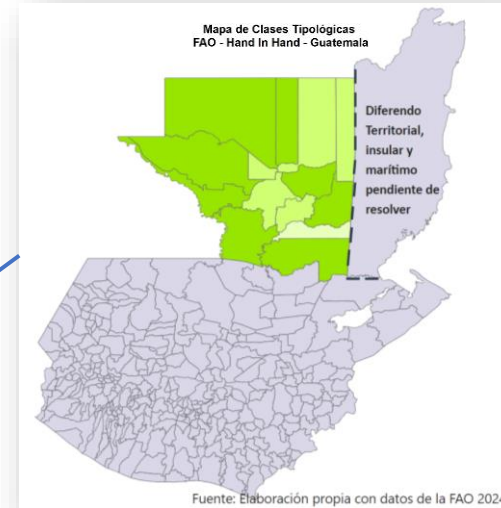 Mapa de Clases Tipológicas
FAO - Hand In Hand - Guatemala
Diferendo
Territorial,
insular y
marítimo
pendiente de
resolver
Fuente: Elaboración propia con datos de la FAO 2024